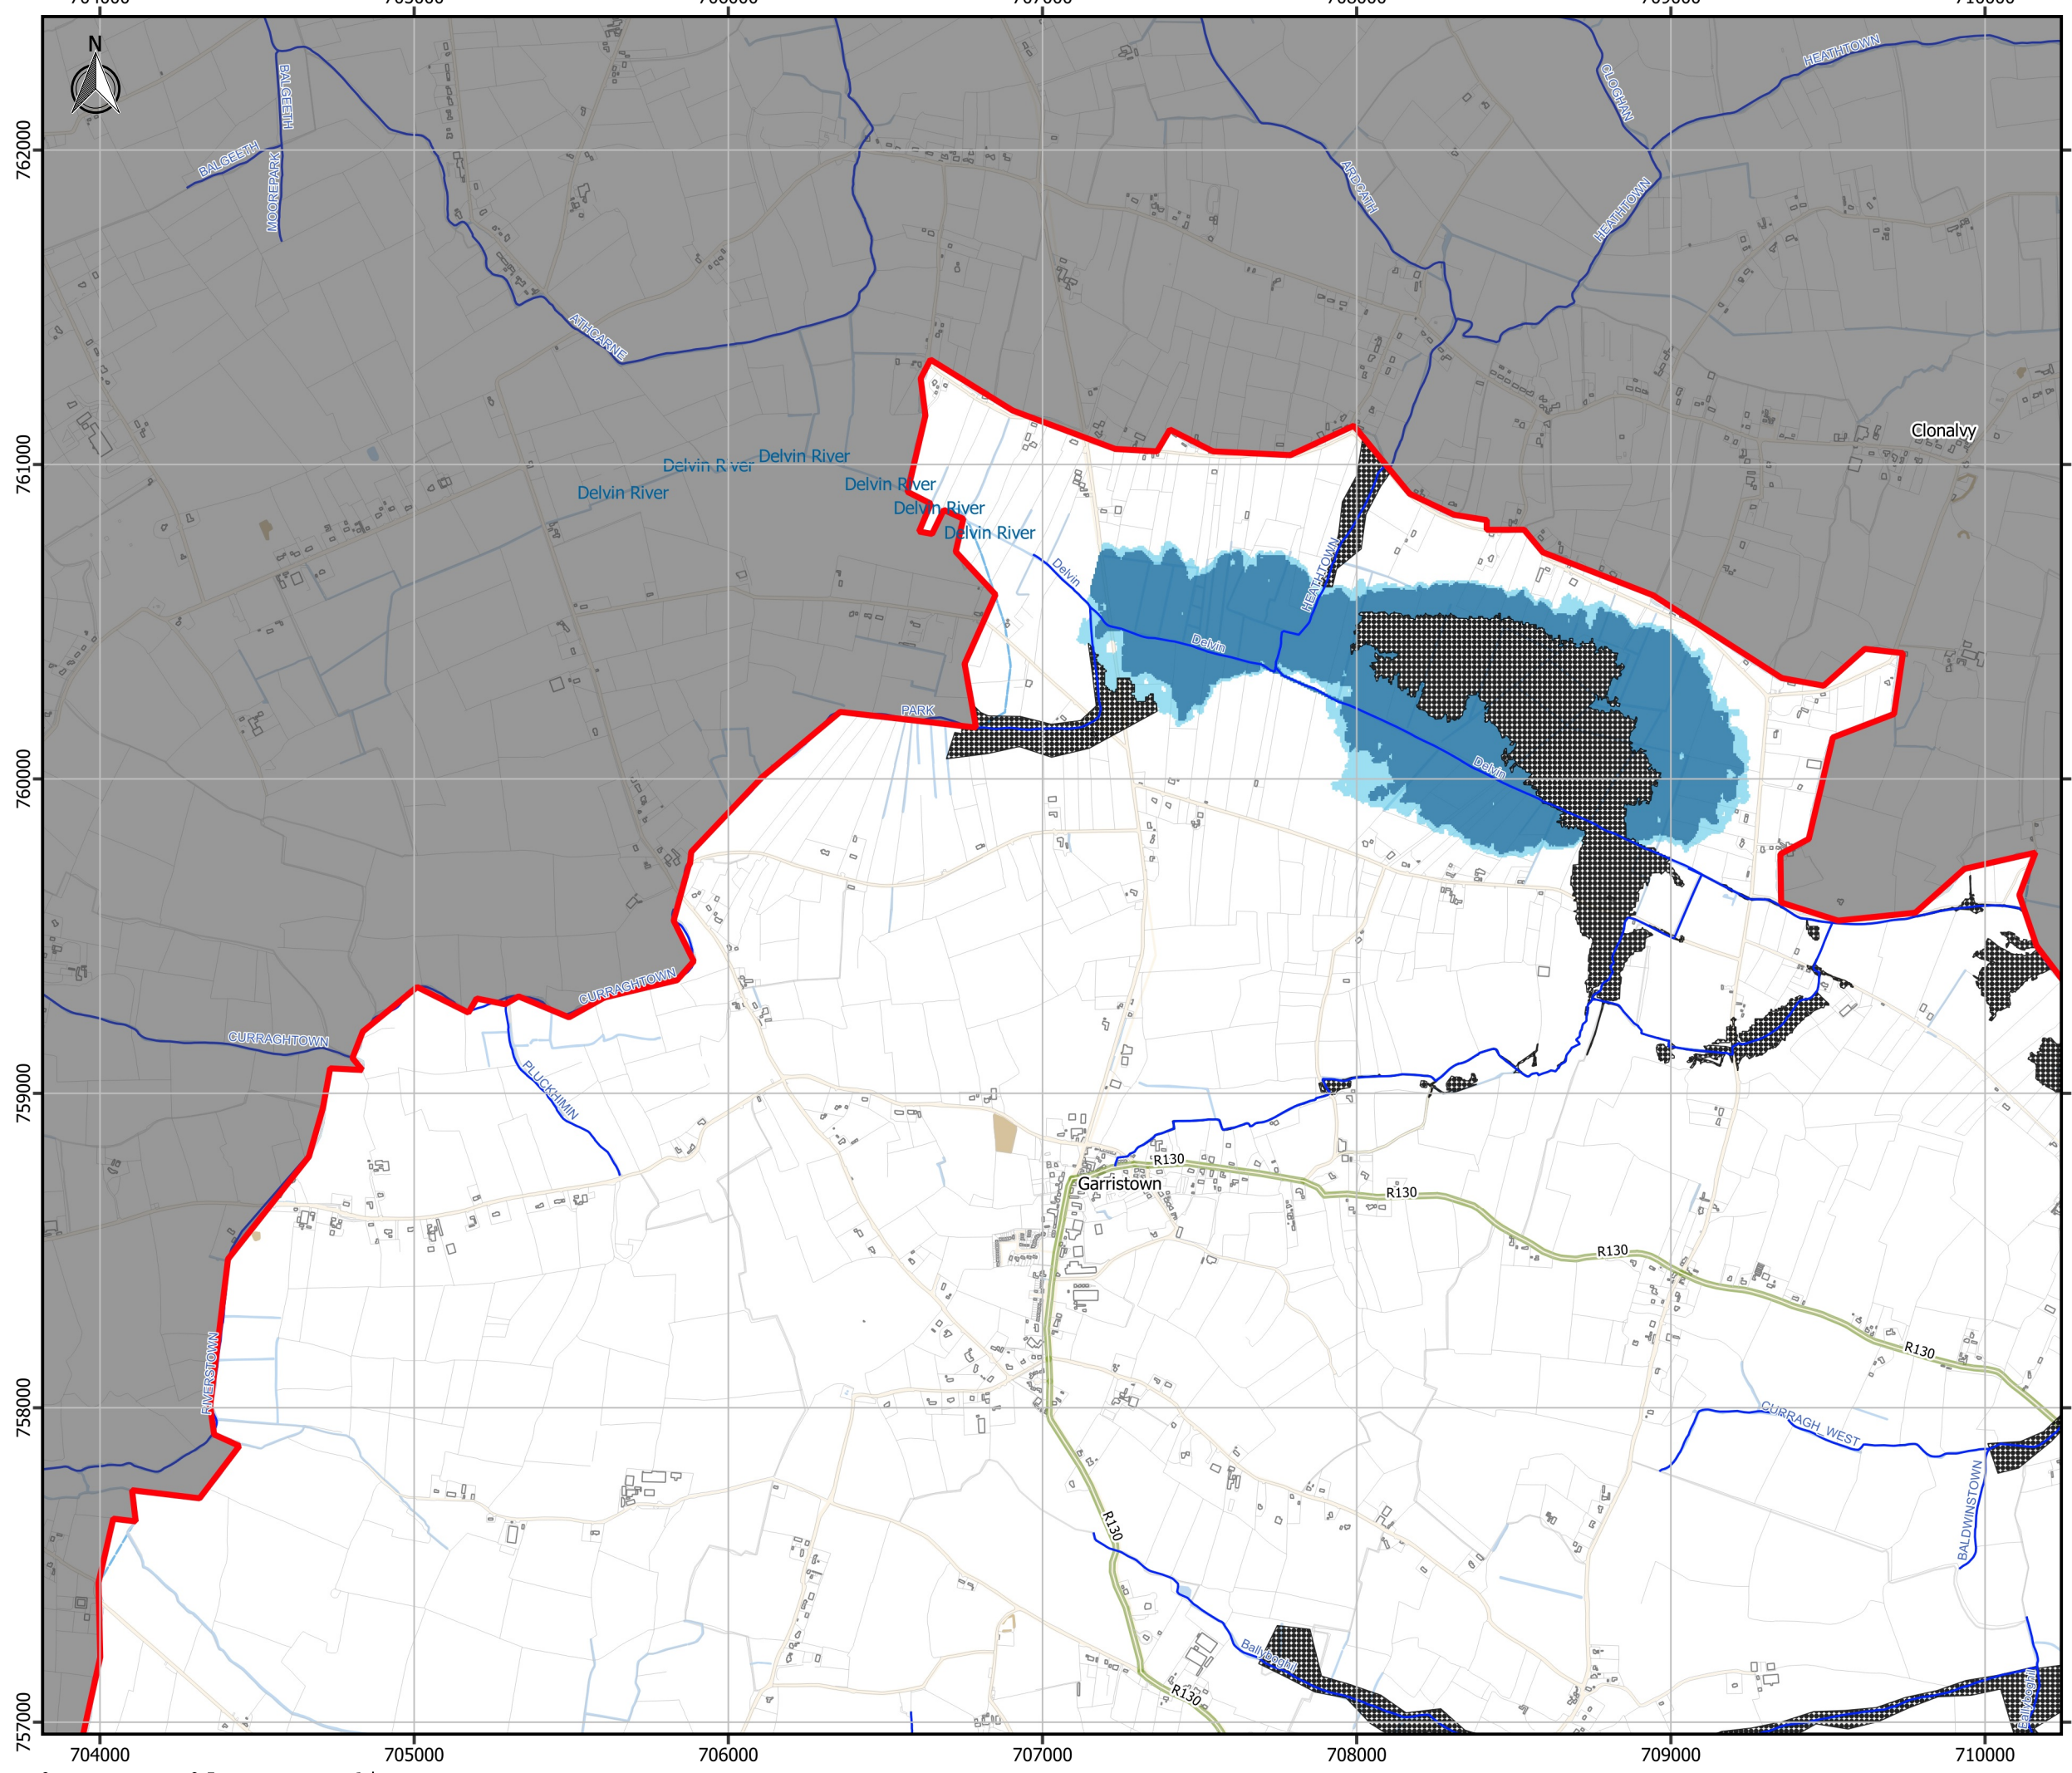 N
BALGEETH
BALGEETH
MOOREPARK
ATHCARNE
ARDCATH
CLOGHAN
HEATHTOWN
HEATHTOWN
Clonalvy
Delvin River
Delvin River
Delvin River
Delvin River
Delvin River
Delvin River
Delvin
HEATHTOWN
Delvin
PARK
Delvin
CURRAGHTOWN
CURRAGHTOWN
PLUCKHIMIN
R130
Garristown
R130
R130
R130
RIVERSTOWN
CURRAGH_WEST
BALDWINSTOWN
R130
Ballyboghil
R130
Ballyboghil
762000
761000
760000
759000
758000
757000
704000
705000
706000
707000
708000
709000
710000